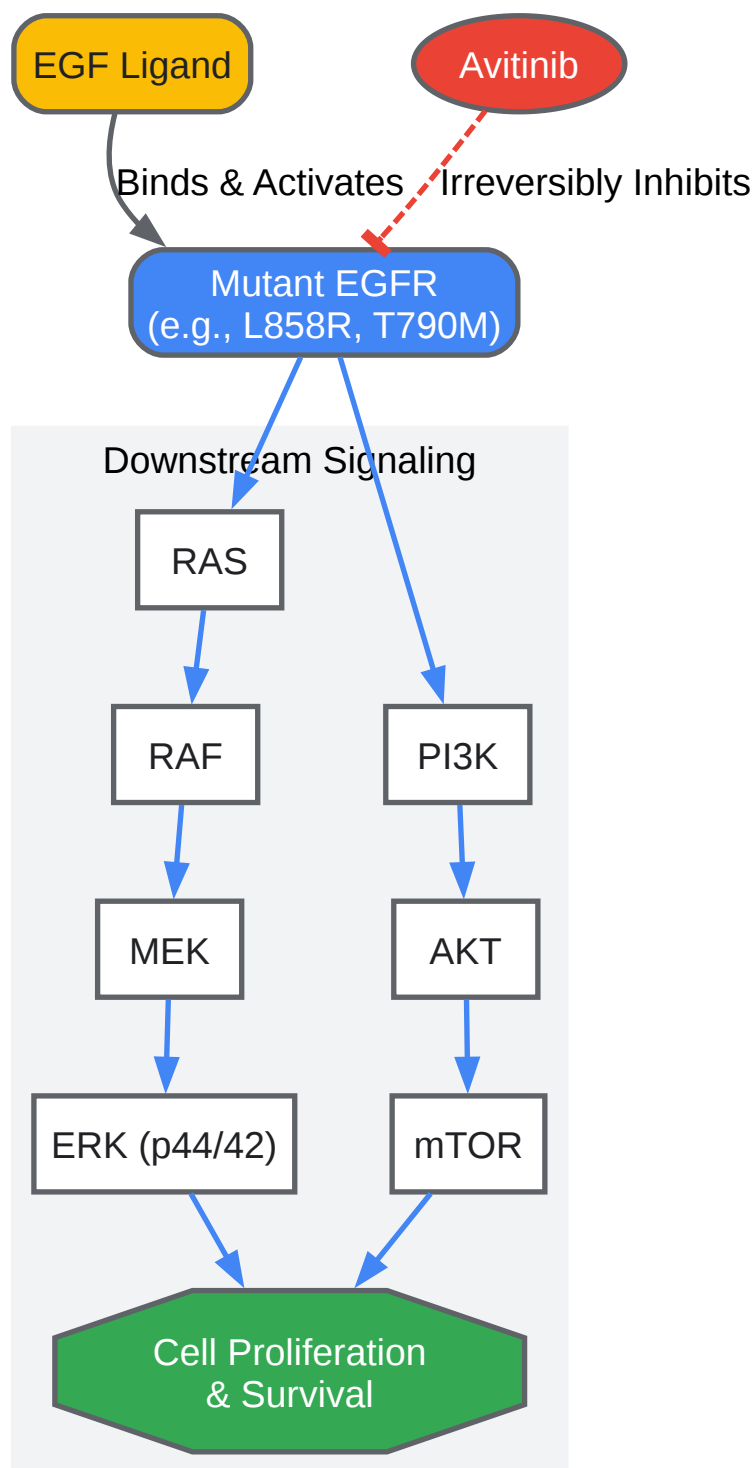 EGF Ligand
Avitinib
Binds & Activates
Irreversibly Inhibits
Mutant EGFR
(e.g., L858R, T790M)
Downstream Signaling
RAS
RAF
PI3K
MEK
AKT
ERK (p44/42)
mTOR
Cell Proliferation
& Survival